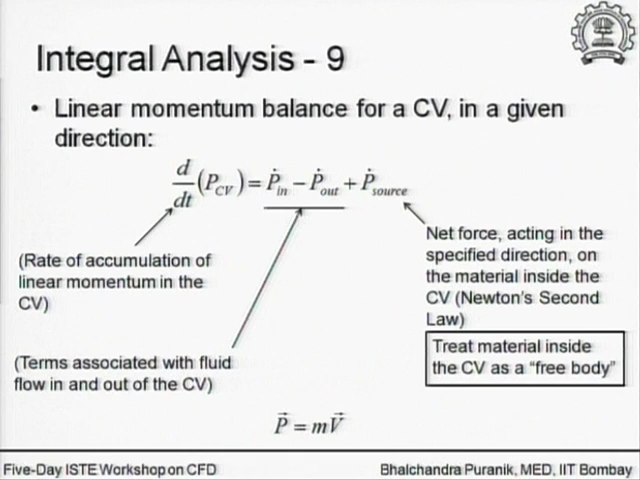 Integral Analysis - 9
• Linear momentum balance for a CV, in a given
direction:
d/dt (P_CV) = Ṗ_in − Ṗ_out + Ṗ_source
(Rate of accumulation of
linear momentum in the
CV)
Net force, acting in the
specified direction, on
the material inside the
CV (Newton's Second
Law)
Treat material inside
the CV as a "free body"
(Terms associated with fluid
flow in and out of the CV)
P⃗ = mV⃗
Five-Day ISTE Workshop on CFD
Bhalchandra Puranik, MED, IIT Bombay